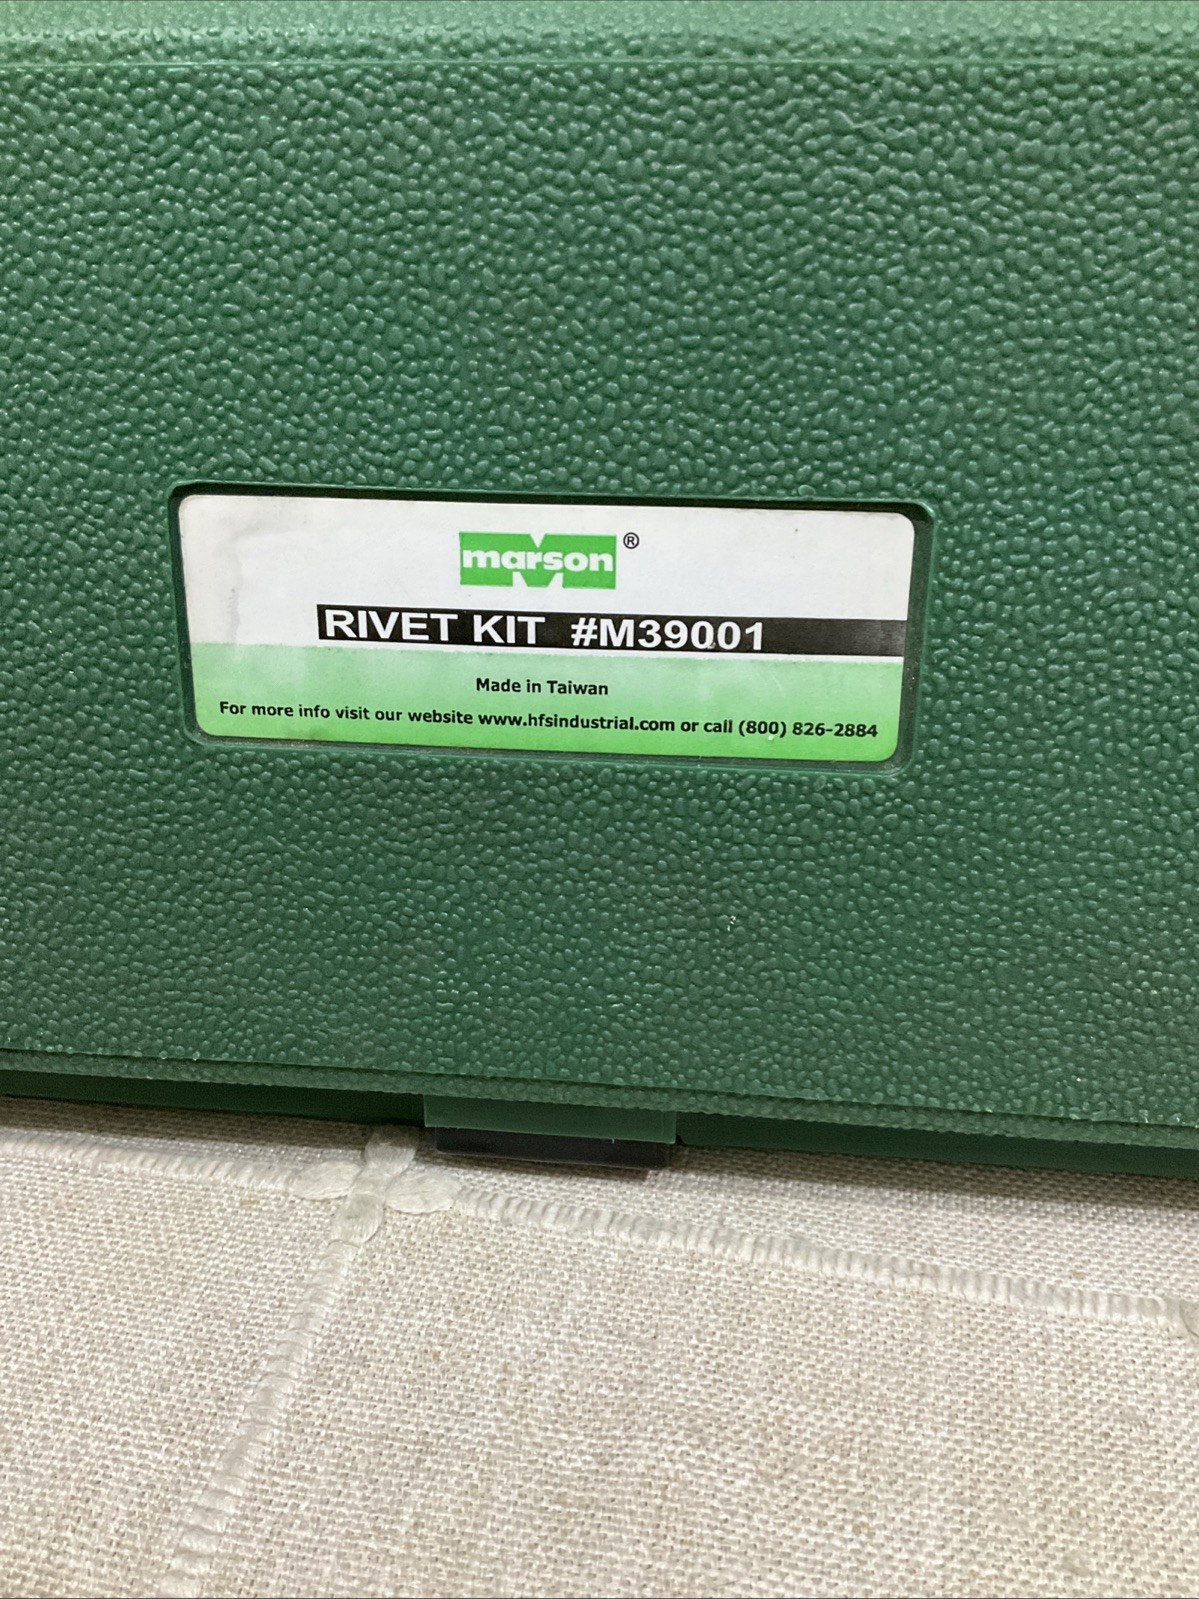 marson®
RIVET KIT #M39001
Made in Taiwan
For more info visit our website www.hfsindustrial.com or call (800) 826-2884